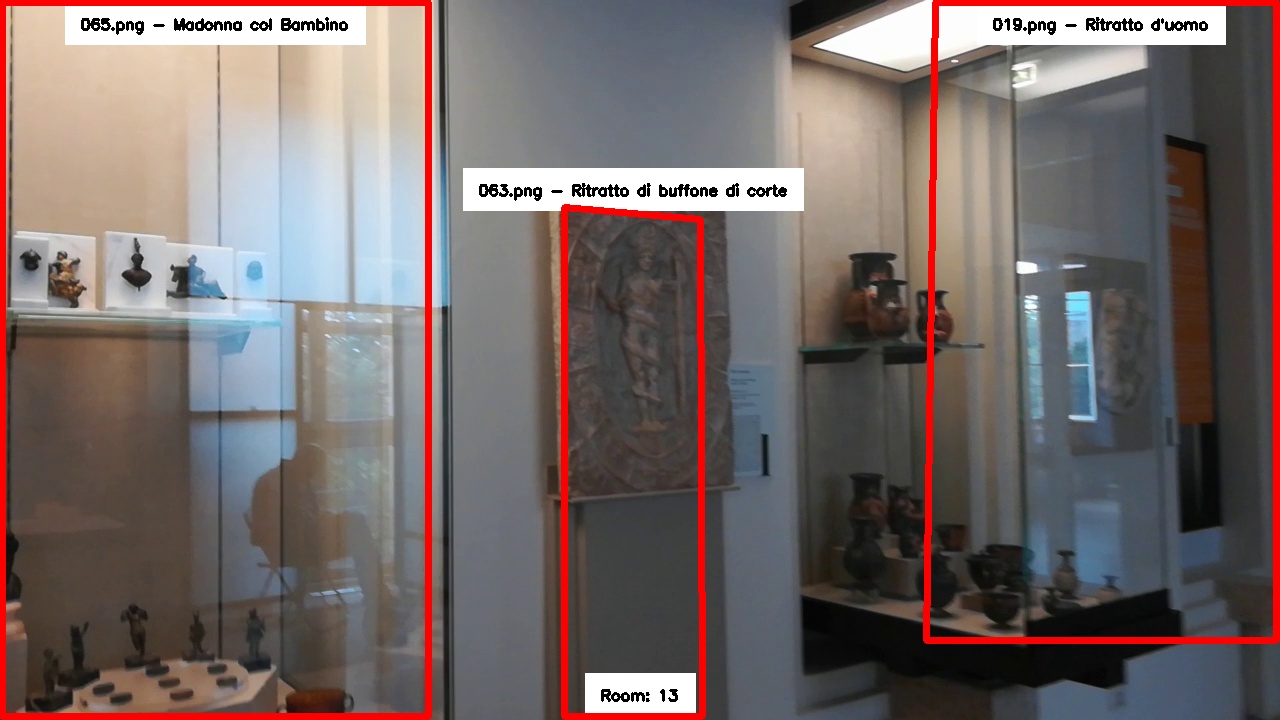 065.png - Madonna col Bambino
019.png - Ritratto d'uomo
063.png - Ritratto di buffone di corte
Room: 13